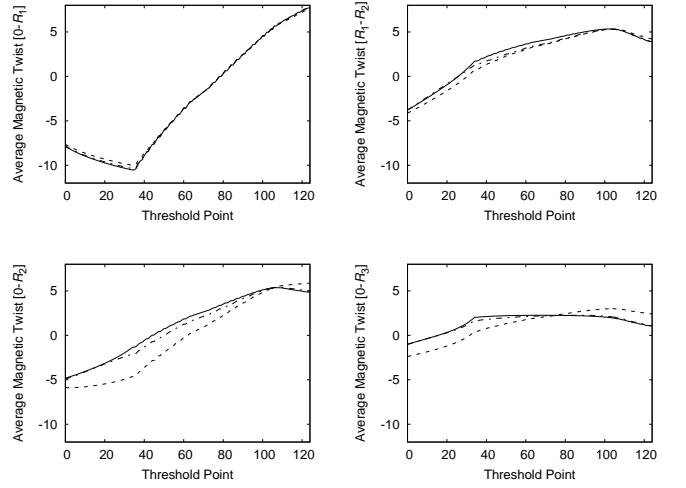 Average Magnetic Twist [0-R1]
5
0
-5
-10
0 20 40 60 80 100 120
Threshold Point
Average Magnetic Twist [R1-R2]
5
0
-5
-10
0 20 40 60 80 100 120
Threshold Point
Average Magnetic Twist [0-R2]
5
0
-5
-10
0 20 40 60 80 100 120
Threshold Point
Average Magnetic Twist [0-R3]
5
0
-5
-10
0 20 40 60 80 100 120
Threshold Point